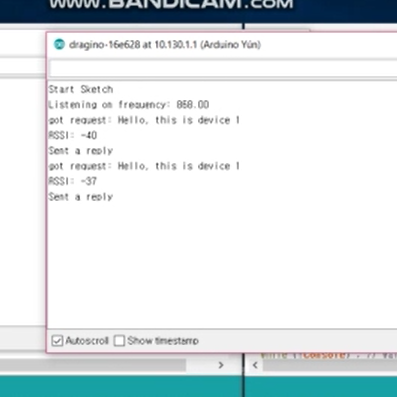 WWW.BANDICAM.COM
dragino-16e628 at 10.130.1.1 (Arduino Yún)
Start Sketch
Listening on frequency: 868.00
got request: Hello, this is device 1
RSSI: -40
Sent a reply
got request: Hello, this is device 1
RSSI: -37
Sent a reply
Autoscroll Show timestamp
while (!Console) ; //